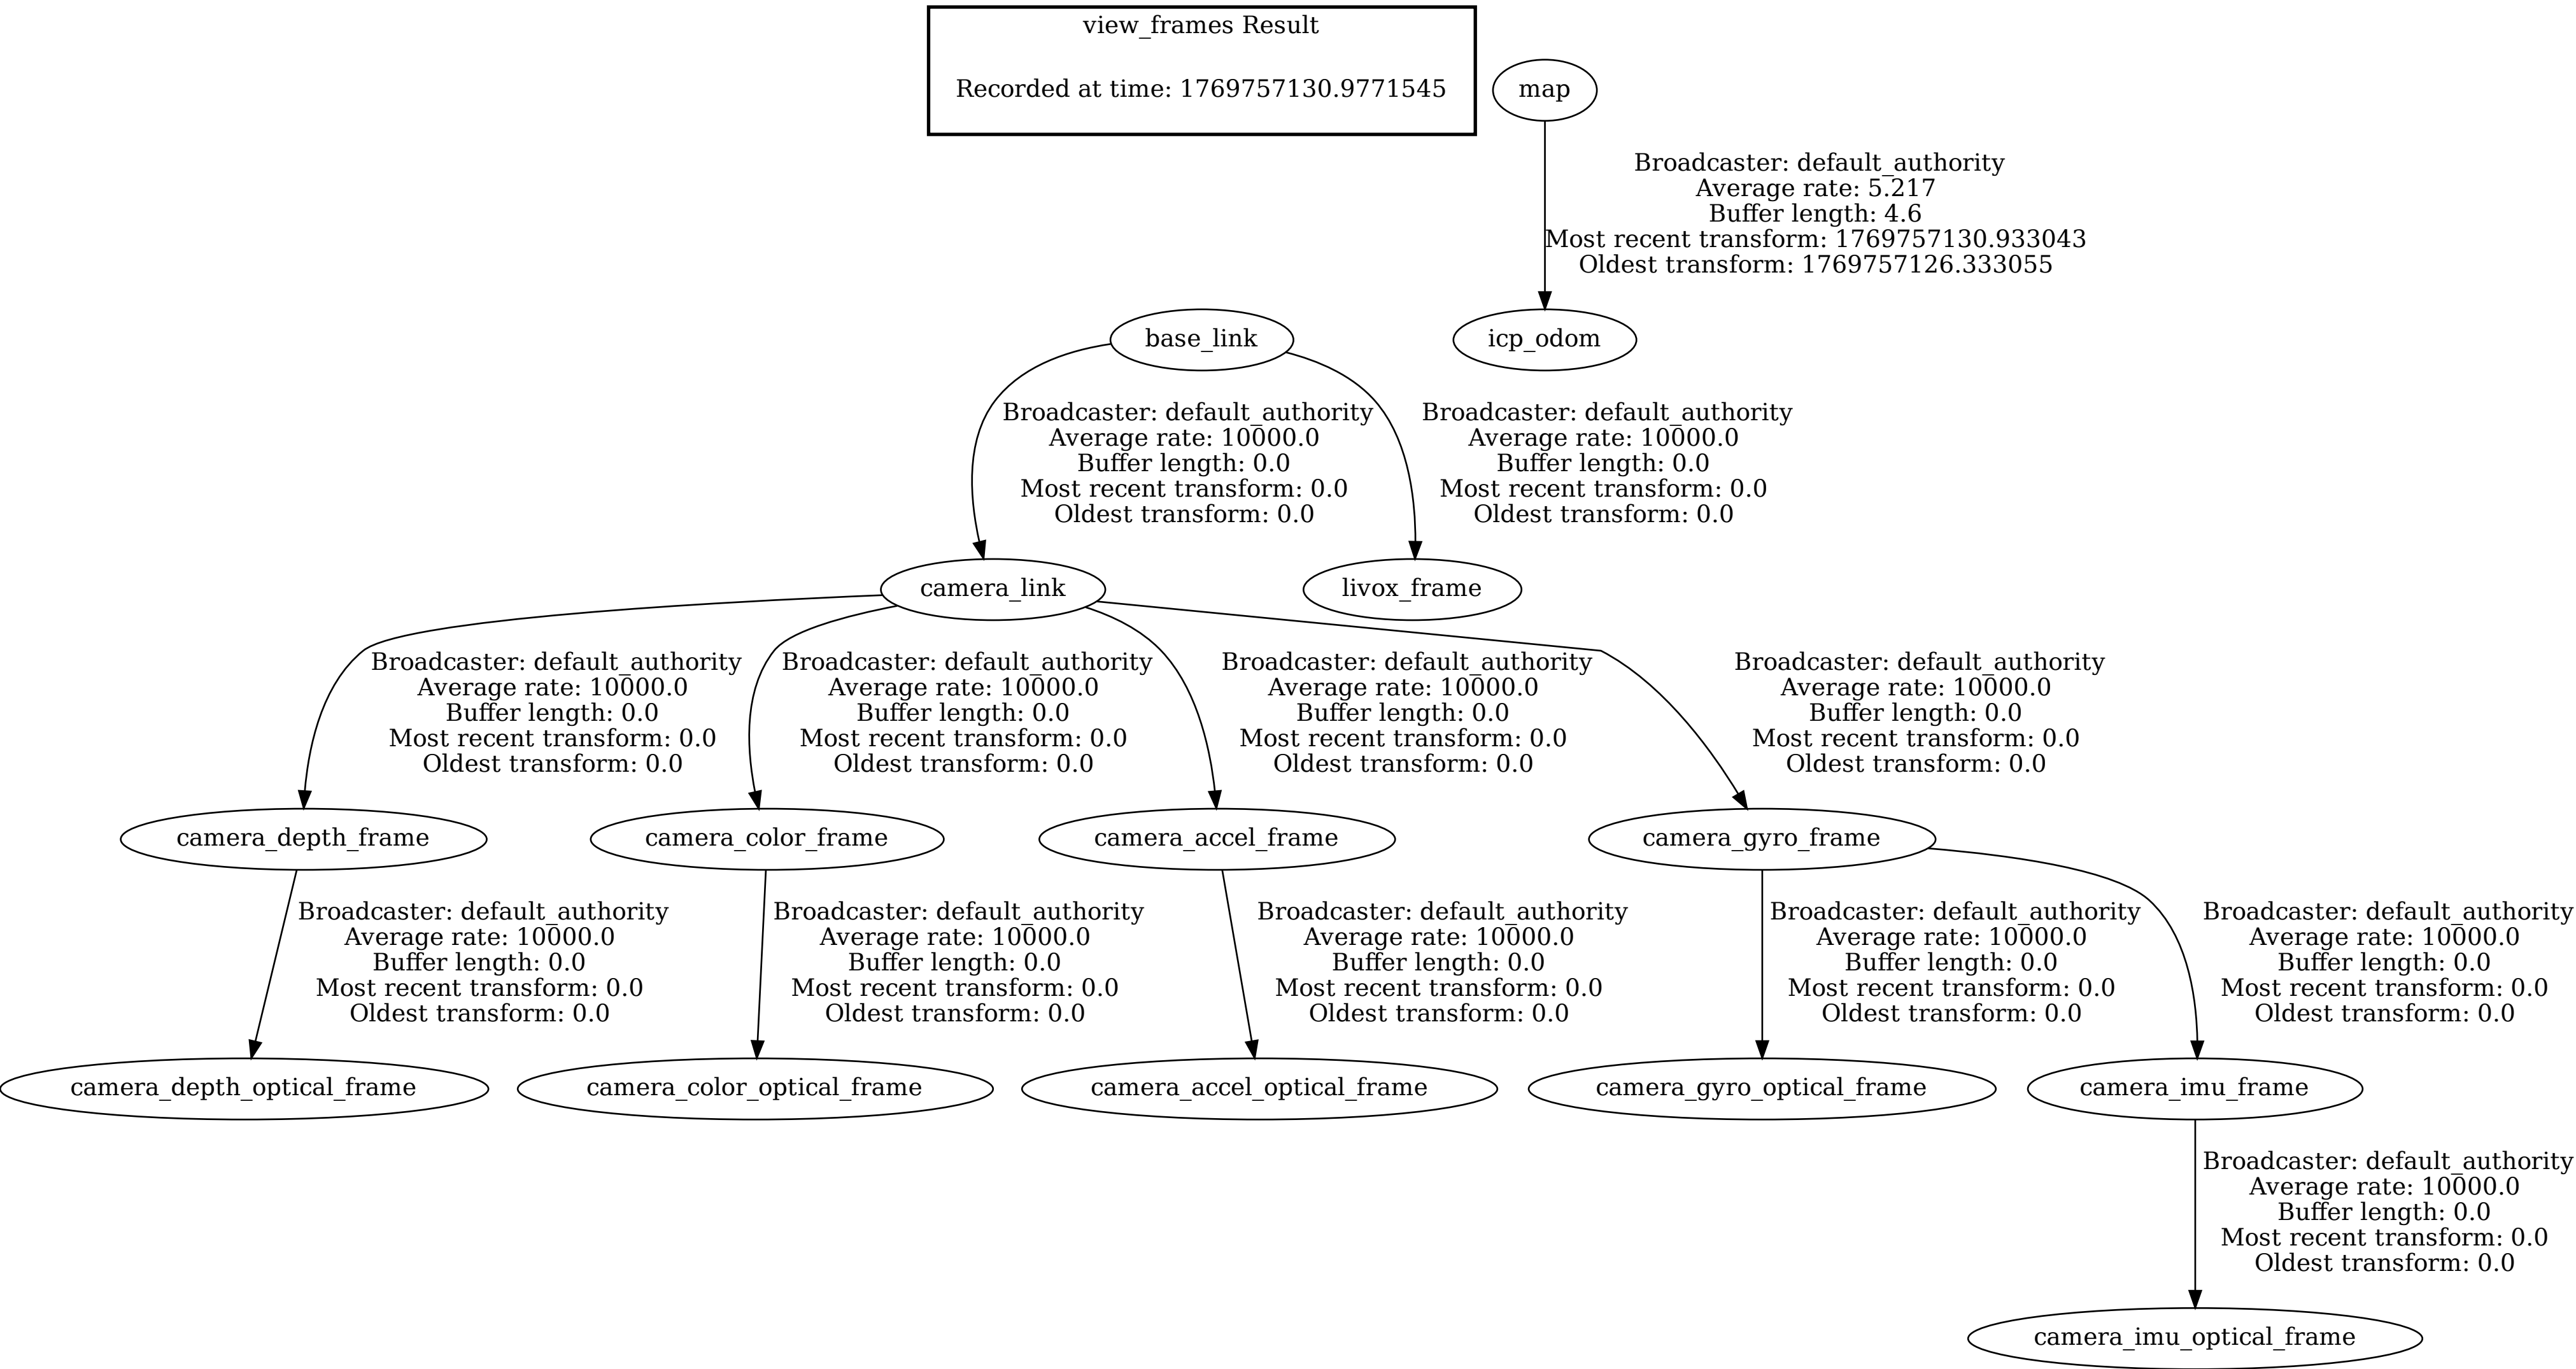 view_frames Result
Recorded at time: 1769757130.9771545
map
Broadcaster: default_authority
Average rate: 5.217
Buffer length: 4.6
Most recent transform: 1769757130.933043
Oldest transform: 1769757126.333055
base_link
icp_odom
Broadcaster: default_authority
Average rate: 10000.0
Buffer length: 0.0
Most recent transform: 0.0
Oldest transform: 0.0
Broadcaster: default_authority
Average rate: 10000.0
Buffer length: 0.0
Most recent transform: 0.0
Oldest transform: 0.0
camera_link
livox_frame
Broadcaster: default_authority
Average rate: 10000.0
Buffer length: 0.0
Most recent transform: 0.0
Oldest transform: 0.0
Broadcaster: default_authority
Average rate: 10000.0
Buffer length: 0.0
Most recent transform: 0.0
Oldest transform: 0.0
Broadcaster: default_authority
Average rate: 10000.0
Buffer length: 0.0
Most recent transform: 0.0
Oldest transform: 0.0
Broadcaster: default_authority
Average rate: 10000.0
Buffer length: 0.0
Most recent transform: 0.0
Oldest transform: 0.0
camera_depth_frame
camera_color_frame
camera_accel_frame
camera_gyro_frame
Broadcaster: default_authority
Average rate: 10000.0
Buffer length: 0.0
Most recent transform: 0.0
Oldest transform: 0.0
Broadcaster: default_authority
Average rate: 10000.0
Buffer length: 0.0
Most recent transform: 0.0
Oldest transform: 0.0
Broadcaster: default_authority
Average rate: 10000.0
Buffer length: 0.0
Most recent transform: 0.0
Oldest transform: 0.0
Broadcaster: default_authority
Average rate: 10000.0
Buffer length: 0.0
Most recent transform: 0.0
Oldest transform: 0.0
Broadcaster: default_authority
Average rate: 10000.0
Buffer length: 0.0
Most recent transform: 0.0
Oldest transform: 0.0
camera_depth_optical_frame
camera_color_optical_frame
camera_accel_optical_frame
camera_gyro_optical_frame
camera_imu_frame
Broadcaster: default_authority
Average rate: 10000.0
Buffer length: 0.0
Most recent transform: 0.0
Oldest transform: 0.0
camera_imu_optical_frame